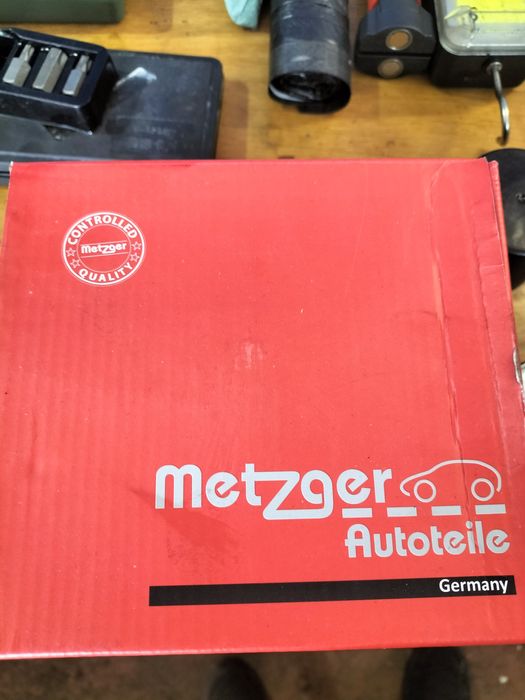 CONTROLLED
metzger
QUALITY
metzger
Autoteile
Germany